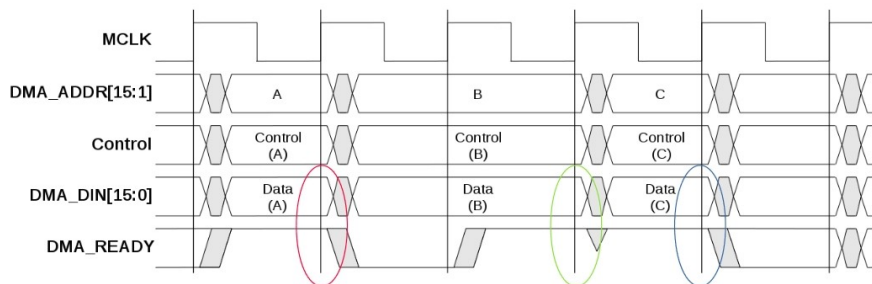 MCLK
DMA_ADDR[15:1]
A
B
C
Control
Control
(A)
Control
(B)
Control
(C)
DMA_DIN[15:0]
Data
(A)
Data
(B)
Data
(C)
DMA_READY